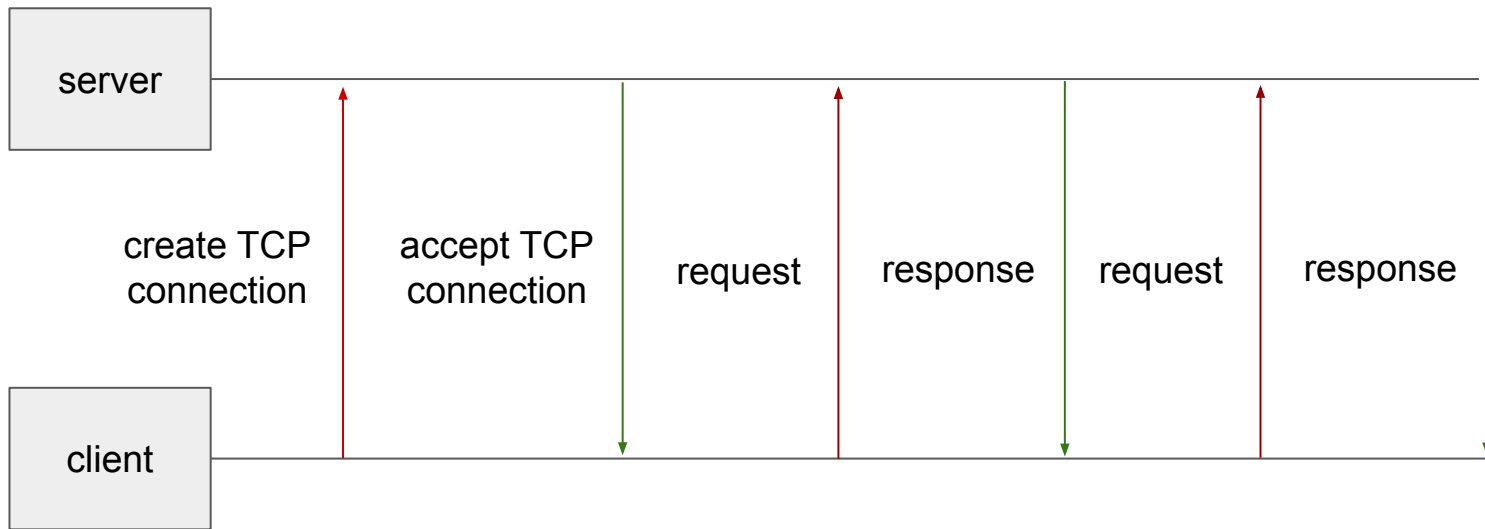 server
create TCP
connection
accept TCP
connection
request
response
request
response
client